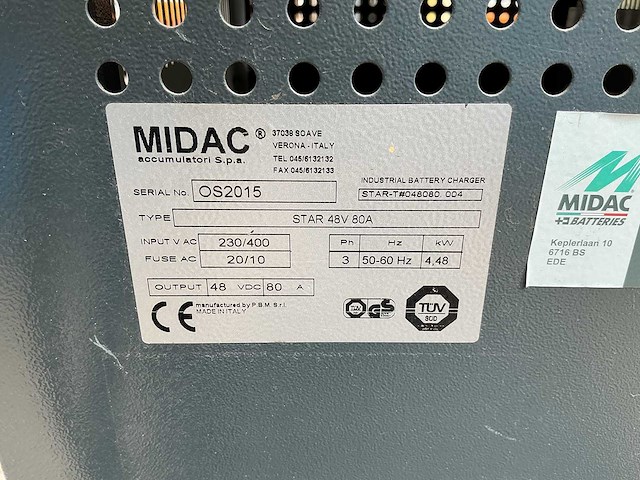 MIDAC ®
accumulatori S.p.a.
37038 SOAVE
VERONA - ITALY
TEL 045/6132132
FAX 045/6132133
INDUSTRIAL BATTERY CHARGER
SERIAL No. OS2015
STAR-T#048080.004
TYPE STAR 48V 80A
INPUT V AC 230/400
FUSE AC 20/10
Ph Hz kW
3 50-60 Hz 4,48
OUTPUT 48 VDC 80 A
CE manufactured by P.B.M S.r.l.
MADE IN ITALY
TÜV GS
TÜV
SÜD
MIDAC
BATTERIES
Keplerlaan 10
6716 BS
EDE